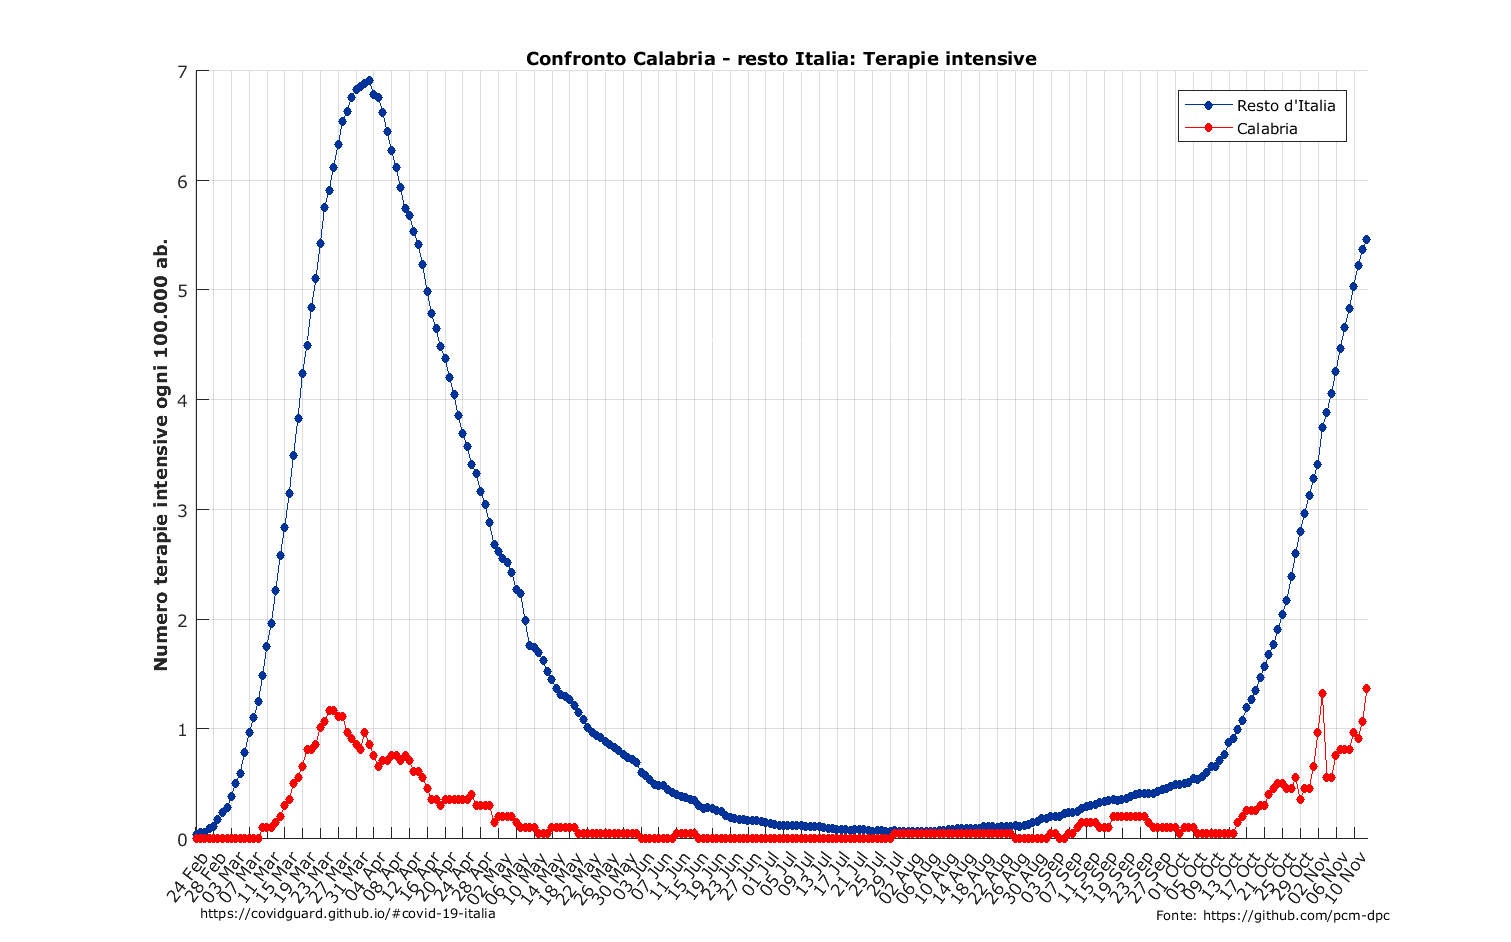 Confronto Calabria - resto Italia: Terapie intensive
Resto d'Italia
Calabria
Numero terapie intensive ogni 100.000 ab.
7
6
5
4
3
2
1
0
24 Feb
28 Feb
03 Mar
07 Mar
11 Mar
15 Mar
19 Mar
23 Mar
27 Mar
31 Mar
04 Apr
08 Apr
12 Apr
16 Apr
20 Apr
24 Apr
28 Apr
02 May
06 May
10 May
14 May
18 May
22 May
26 May
30 May
03 Jun
07 Jun
11 Jun
15 Jun
19 Jun
23 Jun
27 Jun
01 Jul
05 Jul
09 Jul
13 Jul
17 Jul
21 Jul
25 Jul
29 Jul
02 Aug
06 Aug
10 Aug
14 Aug
18 Aug
22 Aug
26 Aug
30 Aug
03 Sep
07 Sep
11 Sep
15 Sep
19 Sep
23 Sep
27 Sep
01 Oct
05 Oct
09 Oct
13 Oct
17 Oct
21 Oct
25 Oct
29 Oct
02 Nov
06 Nov
10 Nov
https://covidguard.github.io/#covid-19-italia
Fonte: https://github.com/pcm-dpc